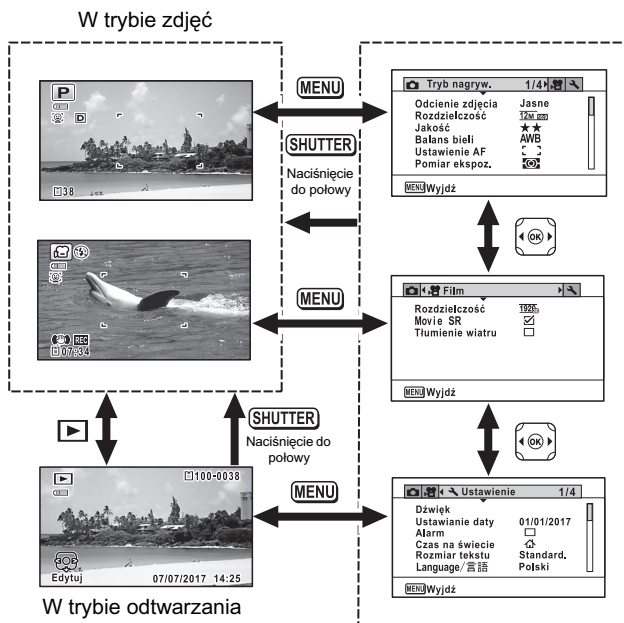 W trybie zdjęć
P
D
38
MENU
SHUTTER
Naciśnięcie
do połowy
Tryb nagryw. 1/4
Odcienie zdjęcia Jasne
Rozdzielczość 12M
Jakość ★★
Balans bieli AWB
Ustawienie AF
Pomiar ekspoz.
MENU Wyjdź
OK
REC
07:34
MENU
Film
Rozdzielczość
Movie SR
Tłumienie wiatru
MENU Wyjdź
OK
SHUTTER
Naciśnięcie do
połowy
100-0038
Edytuj 07/07/2017 14:25
MENU
Ustawienie 1/4
Dźwięk
Ustawianie daty 01/01/2017
Alarm
Czas na świecie
Rozmiar tekstu Standard.
Language/言語 Polski
MENU Wyjdź
W trybie odtwarzania